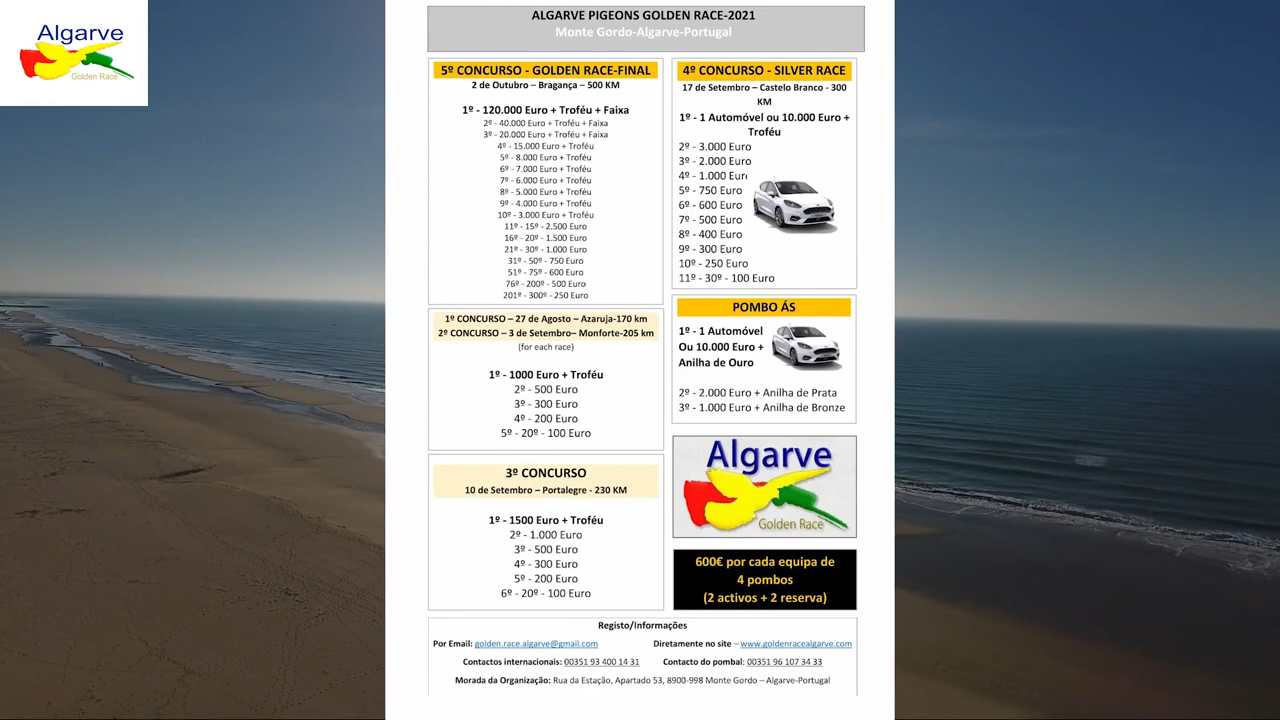 Algarve
Golden Race
ALGARVE PIGEONS GOLDEN RACE-2021
Monte Gordo-Algarve-Portugal
5º CONCURSO - GOLDEN RACE-FINAL
2 de Outubro – Bragança – 500 KM
1º - 120.000 Euro + Troféu + Faixa
2º - 40.000 Euro + Troféu + Faixa
3º - 20.000 Euro + Troféu + Faixa
4º - 15.000 Euro + Troféu
5º - 8.000 Euro + Troféu
6º - 7.000 Euro + Troféu
7º - 6.000 Euro + Troféu
8º - 5.000 Euro + Troféu
9º - 4.000 Euro + Troféu
10º - 3.000 Euro + Troféu
11º - 15º - 2.500 Euro
16º - 20º - 1.500 Euro
21º - 30º - 1.000 Euro
31º - 50º - 750 Euro
51º - 75º - 600 Euro
76º - 200º - 500 Euro
201º - 300º - 250 Euro
1º CONCURSO – 27 de Agosto – Azaruja-170 km
2º CONCURSO – 3 de Setembro– Monforte-205 km
(for each race)
1º - 1000 Euro + Troféu
2º - 500 Euro
3º - 300 Euro
4º - 200 Euro
5º - 20º - 100 Euro
3º CONCURSO
10 de Setembro – Portalegre - 230 KM
1º - 1500 Euro + Troféu
2º - 1.000 Euro
3º - 500 Euro
4º - 300 Euro
5º - 200 Euro
6º - 20º - 100 Euro
4º CONCURSO - SILVER RACE
17 de Setembro – Castelo Branco - 300
KM
1º - 1 Automóvel ou 10.000 Euro +
Troféu
2º - 3.000 Euro
3º - 2.000 Euro
4º - 1.000 Euro
5º - 750 Euro
6º - 600 Euro
7º - 500 Euro
8º - 400 Euro
9º - 300 Euro
10º - 250 Euro
11º - 30º - 100 Euro
POMBO ÁS
1º - 1 Automóvel
Ou 10.000 Euro +
Anilha de Ouro
2º - 2.000 Euro + Anilha de Prata
3º - 1.000 Euro + Anilha de Bronze
Algarve
Golden Race
600€ por cada equipa de
4 pombos
(2 activos + 2 reserva)
Registo/Informações
Por Email: golden.race.algarve@gmail.com Diretamente no site – www.goldenracealgarve.com
Contactos internacionais: 00351 93 400 14 31 Contacto do pombal: 00351 96 107 34 33
Morada da Organização: Rua da Estação, Apartado 53, 8900-998 Monte Gordo – Algarve-Portugal